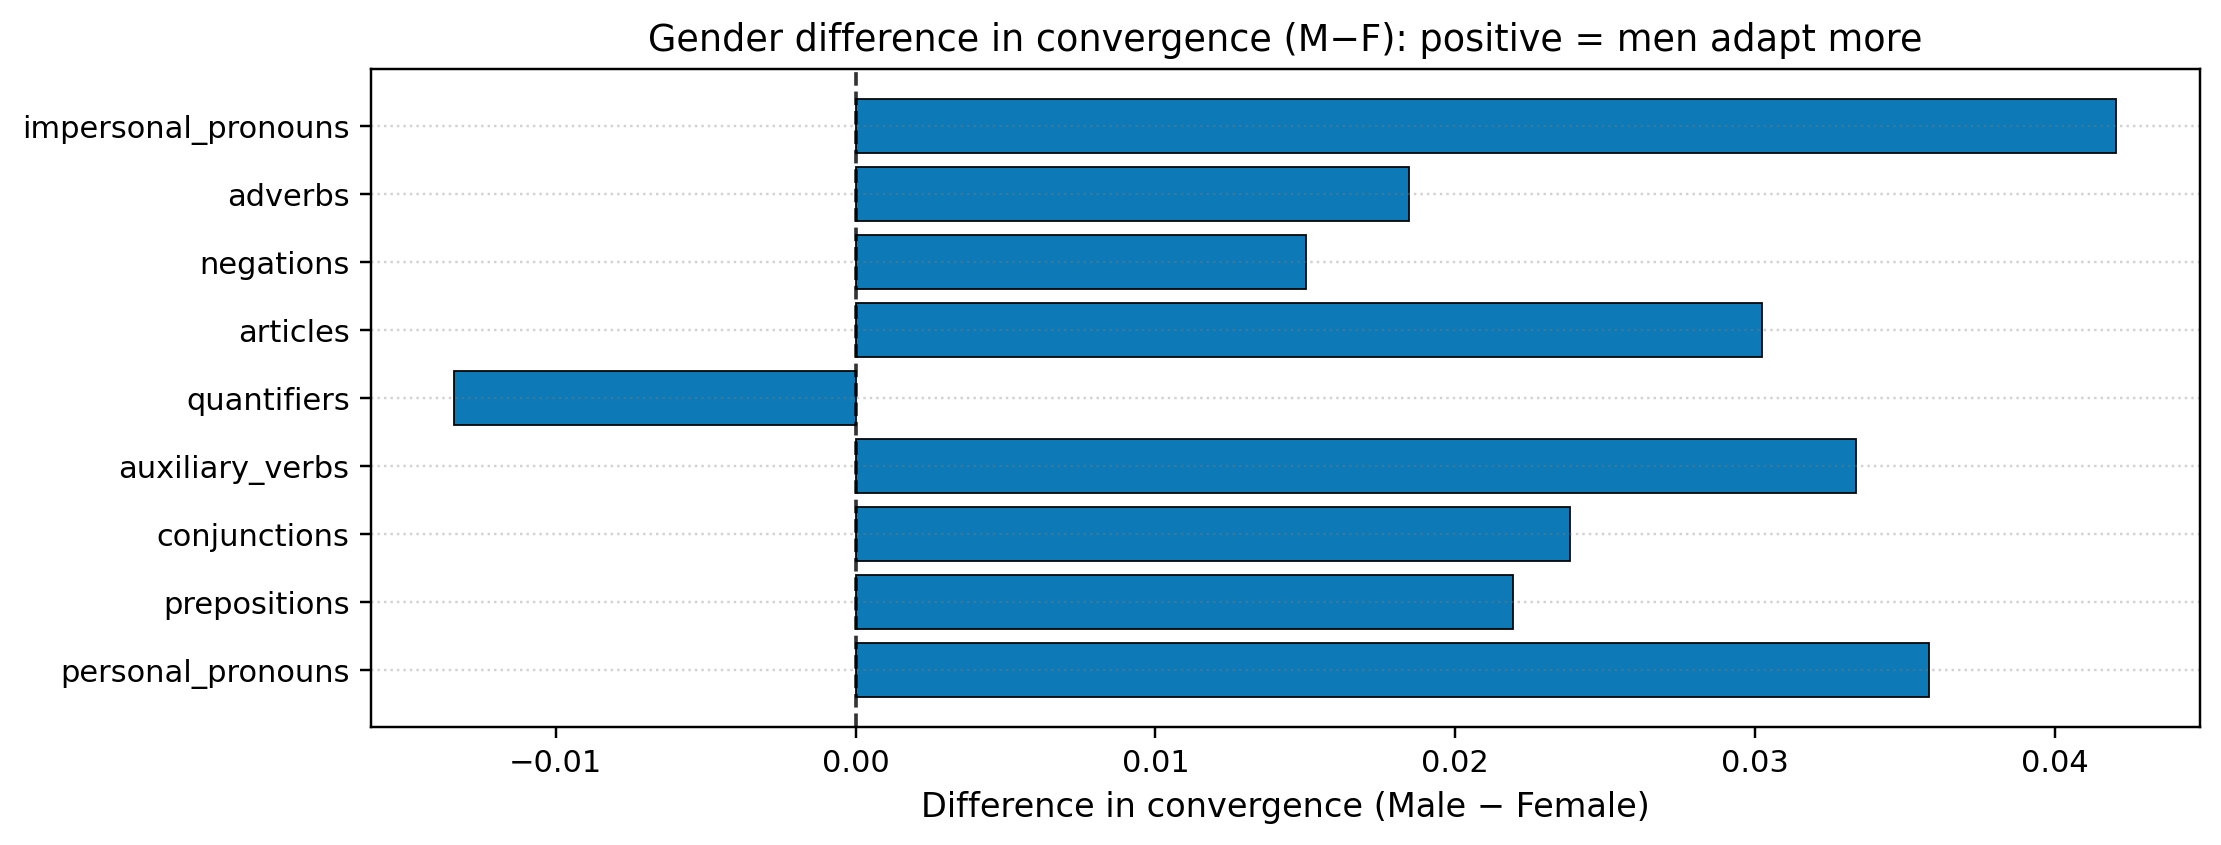 Gender difference in convergence (M−F): positive = men adapt more
impersonal_pronouns
adverbs
negations
articles
quantifiers
auxiliary_verbs
conjunctions
prepositions
personal_pronouns
−0.01 0.00 0.01 0.02 0.03 0.04
Difference in convergence (Male − Female)